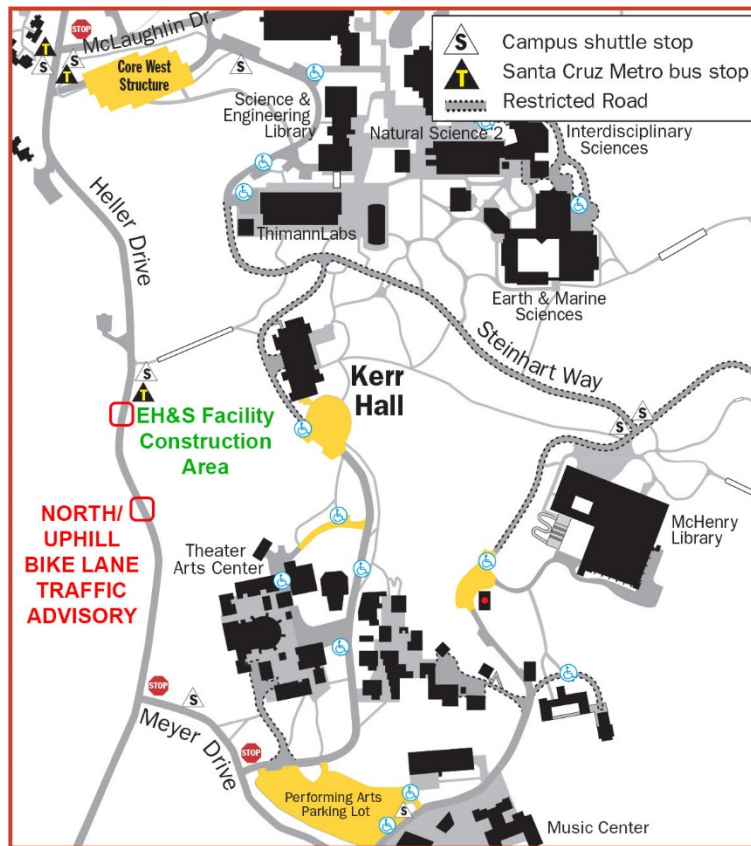 STOP
McLaughlin Dr.
T
S
S
T
Core West
Structure
S
S
Campus shuttle stop
T
Santa Cruz Metro bus stop
Restricted Road
Science &
Engineering
Library
Natural Science 2
Interdisciplinary
Sciences
Heller Drive
ThimannLabs
Earth & Marine
Sciences
Steinhart Way
S
T
Kerr
Hall
EH&S Facility
Construction
Area
S
S
NORTH/
UPHILL
BIKE LANE
TRAFFIC
ADVISORY
McHenry
Library
Theater
Arts Center
STOP
S
Meyer Drive
STOP
Performing Arts
Parking Lot
S
Music Center